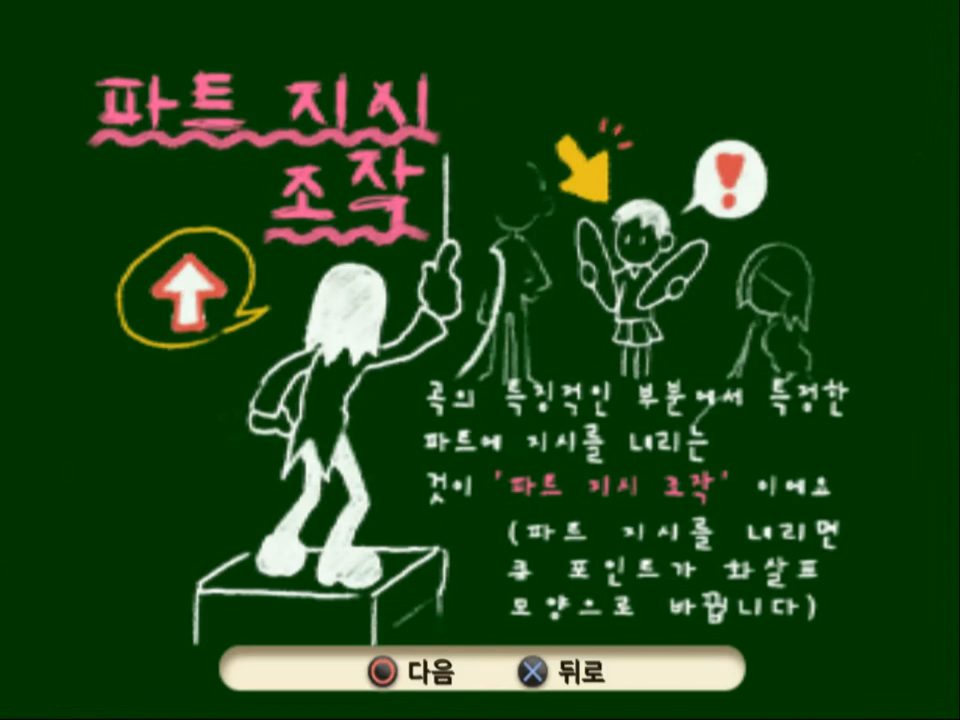 파트 지시
조작
!
곡의 특징적인 부분에서 특정한
파트에 지시를 내리는
것이 '파트 지시 조작' 이에요
(파트 지시를 내리면
큐 포인트가 화살표
모양으로 바뀝니다)
다음 뒤로